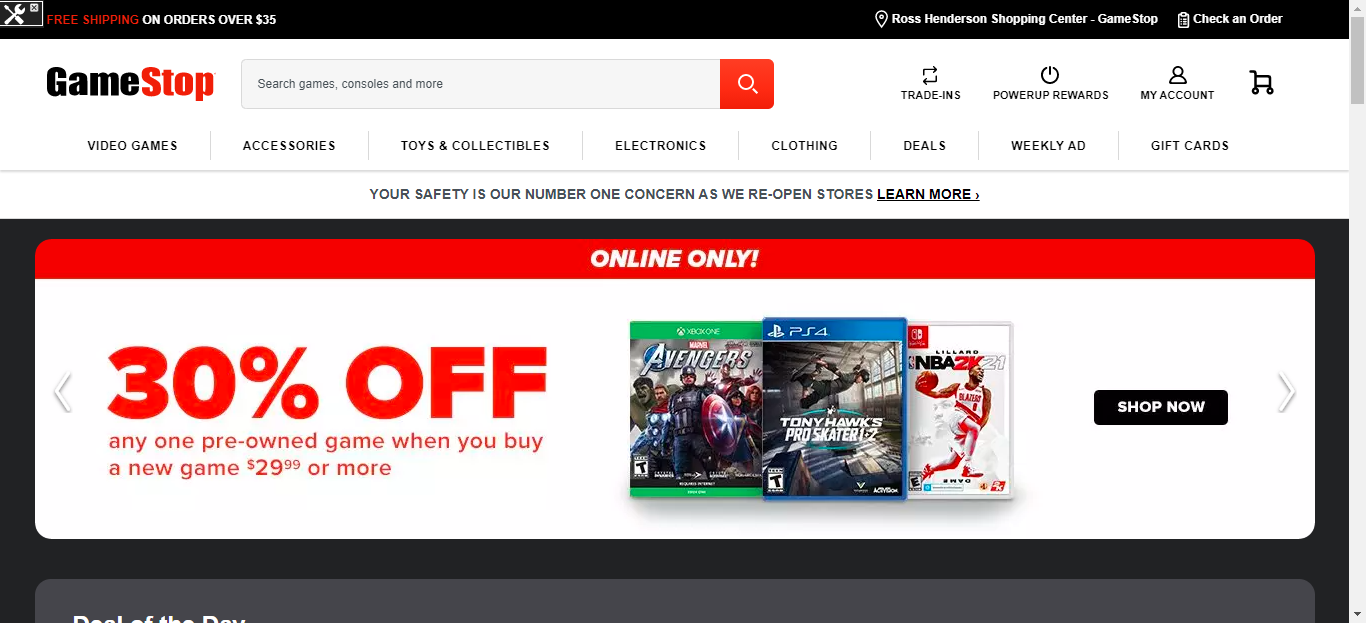 FREE SHIPPING ON ORDERS OVER $35
Ross Henderson Shopping Center - GameStop
Check an Order
GameStop
Search games, consoles and more
TRADE-INS
POWERUP REWARDS
MY ACCOUNT
VIDEO GAMES
ACCESSORIES
TOYS & COLLECTIBLES
ELECTRONICS
CLOTHING
DEALS
WEEKLY AD
GIFT CARDS
YOUR SAFETY IS OUR NUMBER ONE CONCERN AS WE RE-OPEN STORES LEARN MORE ›
ONLINE ONLY!
30% OFF
any one pre-owned game when you buy
a new game $29⁹⁹ or more
XBOX ONE
MARVEL
AVENGERS
PS4
TONY HAWK'S
PRO SKATER 1+2
ACTIVISION
LILLARD
NBA2K21
BLAZERS
2K
SHOP NOW
Deal of the Day